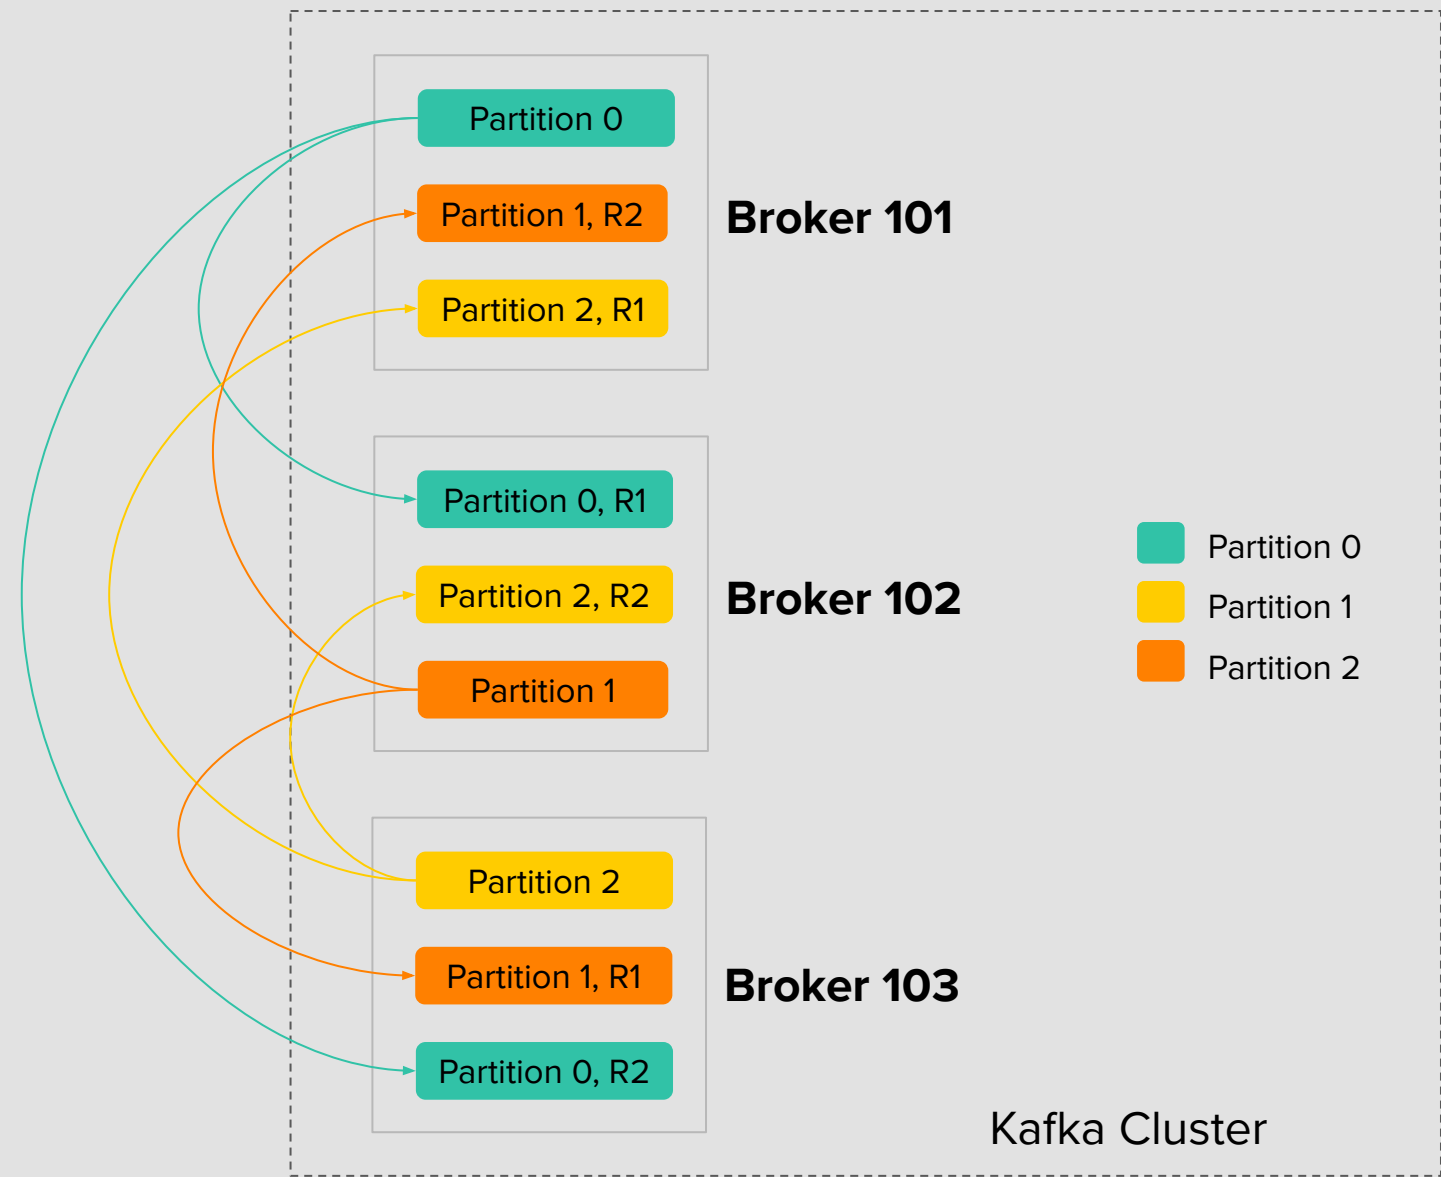 Partition 0
Partition 1, R2
Partition 2, R1
Broker 101
Partition 0, R1
Partition 2, R2
Partition 1
Broker 102
Partition 2
Partition 1, R1
Partition 0, R2
Broker 103
Partition 0
Partition 1
Partition 2
Kafka Cluster